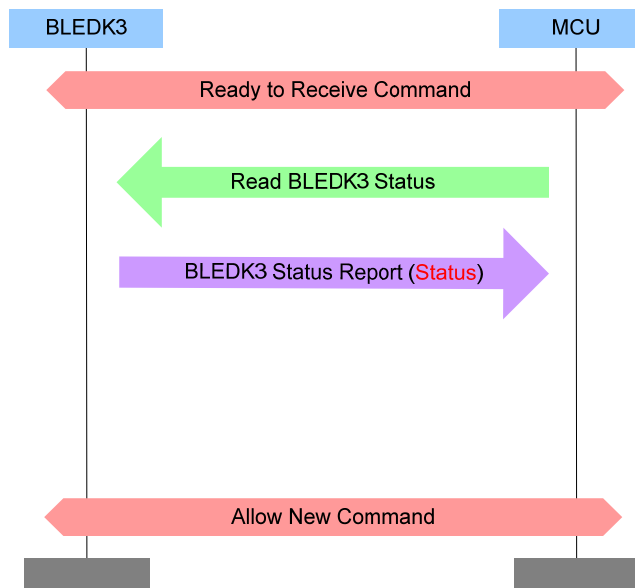 BLEDK3
MCU
Ready to Receive Command
Read BLEDK3 Status
BLEDK3 Status Report (Status)
Allow New Command